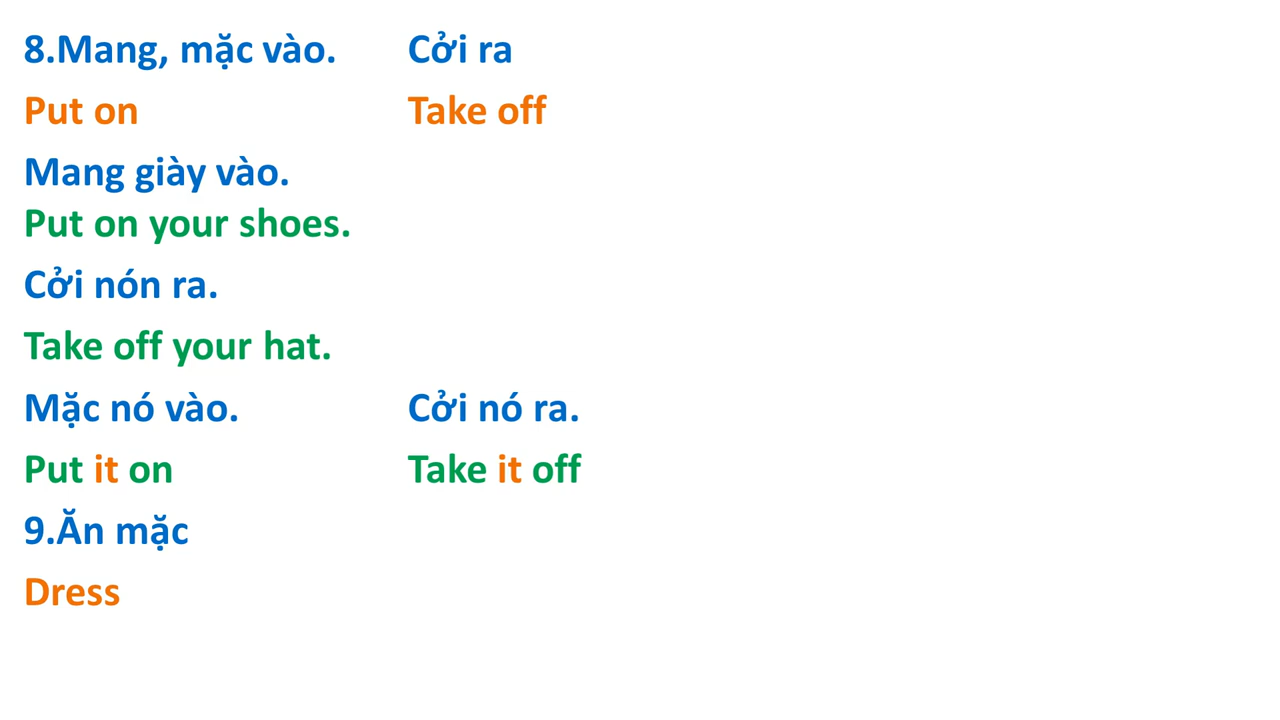 8.Mang, mặc vào. Cởi ra
Put on Take off
Mang giày vào.
Put on your shoes.
Cởi nón ra.
Take off your hat.
Mặc nó vào. Cởi nó ra.
Put it on Take it off
9.Ăn mặc
Dress